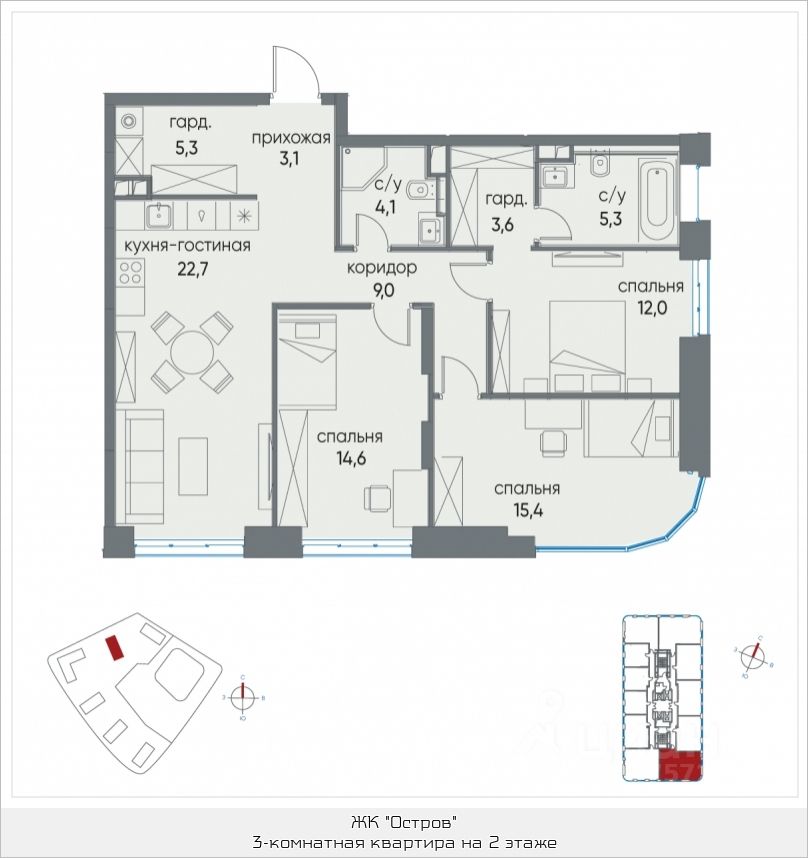 гард.
5,3
прихожая
3,1
с/у
4,1
гард.
3,6
с/у
5,3
кухня-гостиная
22,7
коридор
9,0
спальня
12,0
спальня
14,6
спальня
15,4
С
З
В
Ю
С
З
В
Ю
ЖК "Остров"
3-комнатная квартира на 2 этаже